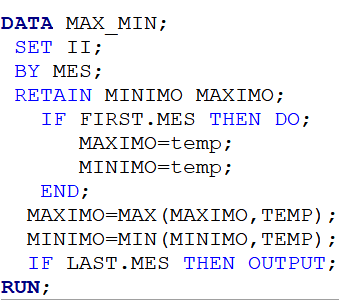 DATA MAX_MIN;
SET II;
BY MES;
RETAIN MINIMO MAXIMO;
IF FIRST.MES THEN DO;
MAXIMO=temp;
MINIMO=temp;
END;
MAXIMO=MAX(MAXIMO,TEMP);
MINIMO=MIN(MINIMO,TEMP);
IF LAST.MES THEN OUTPUT;
RUN;